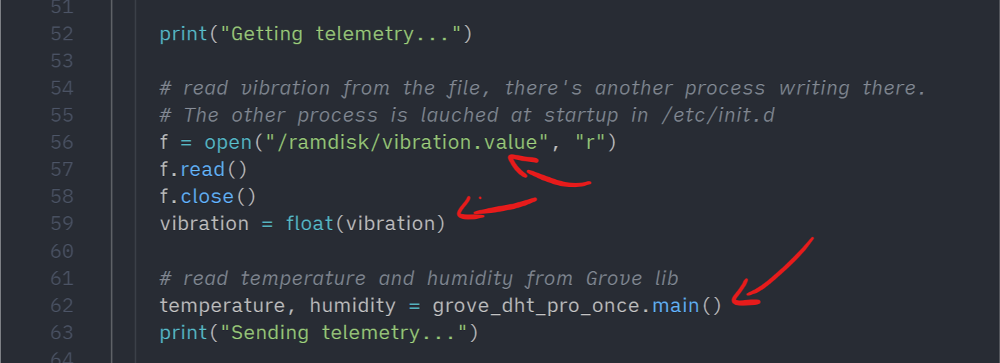 51
52 print("Getting telemetry...")
53
54 # read vibration from the file, there's another process writing there.
55 # The other process is lauched at startup in /etc/init.d
56 f = open("/ramdisk/vibration.value", "r")
57 f.read()
58 f.close()
59 vibration = float(vibration)
60
61 # read temperature and humidity from Grove lib
62 temperature, humidity = grove_dht_pro_once.main()
63 print("Sending telemetry...")
64